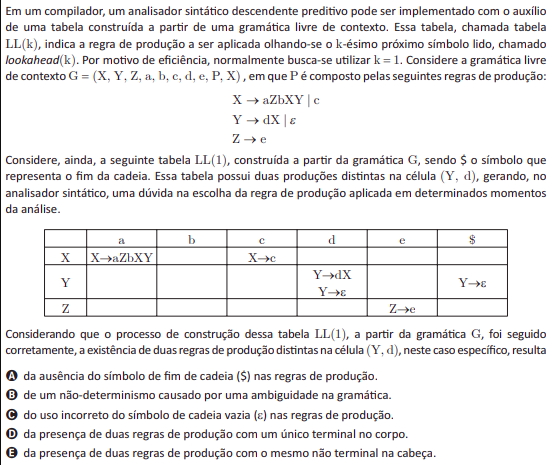 Em um compilador, um analisador sintático descendente preditivo pode ser implementado com o auxílio
de uma tabela construída a partir de uma gramática livre de contexto. Essa tabela, chamada tabela
LL(k), indica a regra de produção a ser aplicada olhando-se o k-ésimo próximo símbolo lido, chamado
lookahead(k). Por motivo de eficiência, normalmente busca-se utilizar k = 1. Considere a gramática livre
de contexto G = (X, Y, Z, a, b, c, d, e, P, X) , em que P é composto pelas seguintes regras de produção:
X → aZbXY | c
Y → dX | ε
Z → e
Considere, ainda, a seguinte tabela LL(1), construída a partir da gramática G, sendo $ o símbolo que
representa o fim da cadeia. Essa tabela possui duas produções distintas na célula (Y, d), gerando, no
analisador sintático, uma dúvida na escolha da regra de produção aplicada em determinados momentos
da análise.
a b c d e $
X X→aZbXY X→c
Y Y→dX Y→ε Y→ε
Z Z→e
Considerando que o processo de construção dessa tabela LL(1), a partir da gramática G, foi seguido
corretamente, a existência de duas regras de produção distintas na célula (Y, d), neste caso específico, resulta
A da ausência do símbolo de fim de cadeia ($) nas regras de produção.
B de um não-determinismo causado por uma ambiguidade na gramática.
C do uso incorreto do símbolo de cadeia vazia (ε) nas regras de produção.
D da presença de duas regras de produção com um único terminal no corpo.
E da presença de duas regras de produção com o mesmo não terminal na cabeça.